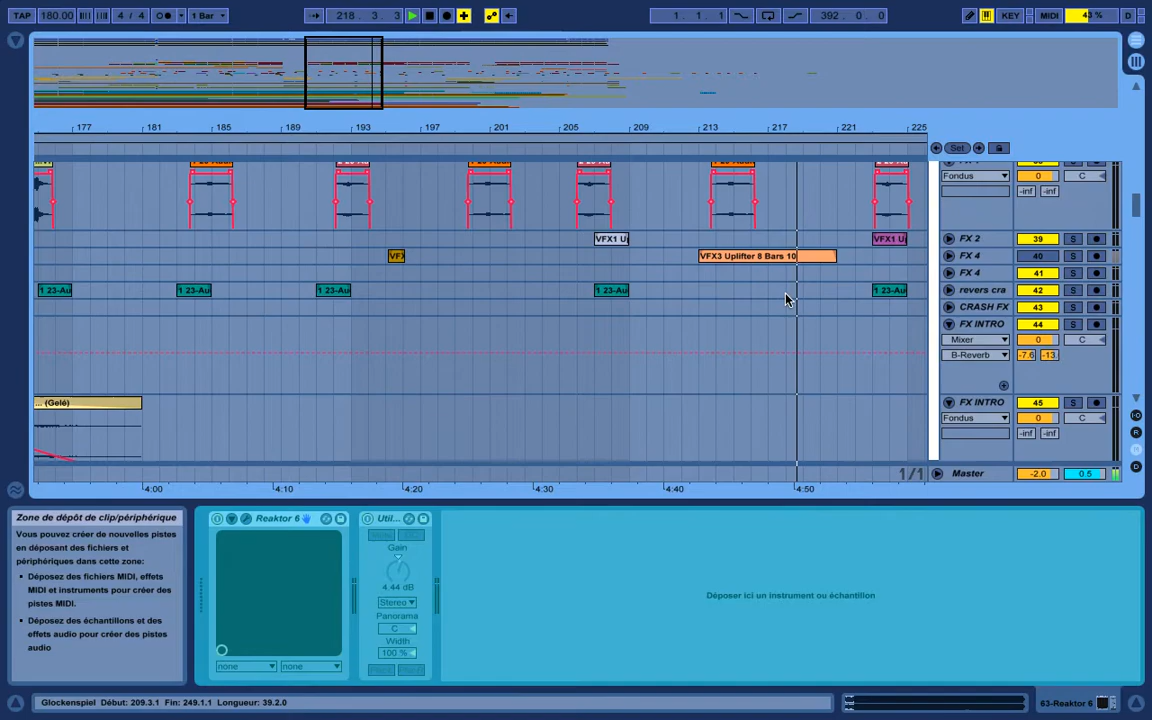 TAP 180.00 4 / 4 1 Bar 218. 3. 3 1. 1. 1 392. 0. 0 KEY MIDI 43 % D
177 181 185 189 193 197 201 205 209 213 217 221 225
Set
Fondus 0 C
-inf -inf
VFX1 U VFX1 U FX 2 39 S
VFX VFX3 Uplifter 8 Bars 10 FX 4 40 S
FX 4 41 S
1 23-Au 1 23-Au 1 23-Au 1 23-Au 1 23-Au revers cra 42 S
CRASH FX 43 S
FX INTRO 44 S
Mixer 0 C
B-Reverb -7.6 -13.
... (Gelé) FX INTRO 45 S
Fondus 0 C
-inf -inf
1/1 Master -2.0 0.5
4:00 4:10 4:20 4:30 4:40 4:50
I-O
R
M
D
Zone de dépôt de clip/périphérique
Vous pouvez créer de nouvelles pistes
en déposant des fichiers et
périphériques dans cette zone:
Déposez des fichiers MIDI, effets
MIDI et instruments pour créer des
pistes MIDI.
Déposez des échantillons et des
effets audio pour créer des pistes
audio
Reaktor 6
none none
Util...
Gain
4.44 dB
Stereo
Panorama
C
Width
100 %
Déposer ici un instrument ou échantillon
Glockenspiel Début: 209.3.1 Fin: 249.1.1 Longueur: 39.2.0
63-Reaktor 6